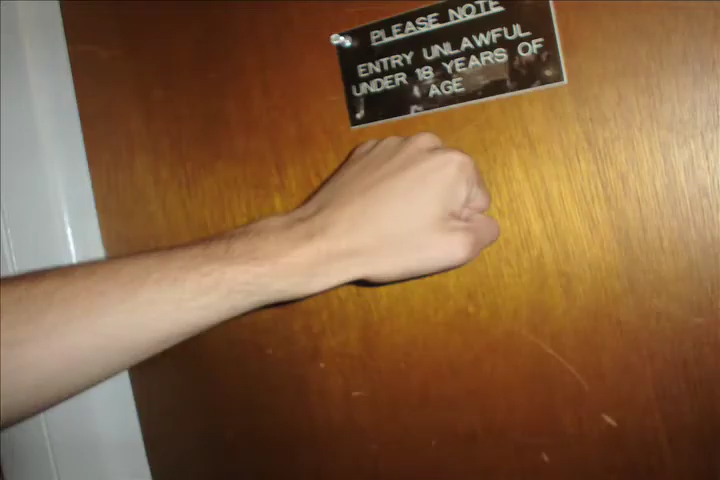 PLEASE NOTE
ENTRY UNLAWFUL
UNDER 18 YEARS OF
AGE